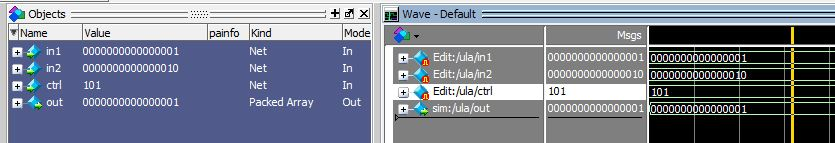 Objects
Name Value painfo Kind Mode
in1 0000000000000001 Net In
in2 0000000000000010 Net In
ctrl 101 Net In
out 0000000000000001 Packed Array Out
Wave - Default
Msgs
Edit:/ula/in1 0000000000000001 0000000000000001
Edit:/ula/in2 0000000000000010 0000000000000010
Edit:/ula/ctrl 101 101
sim:/ula/out 0000000000000001 0000000000000001